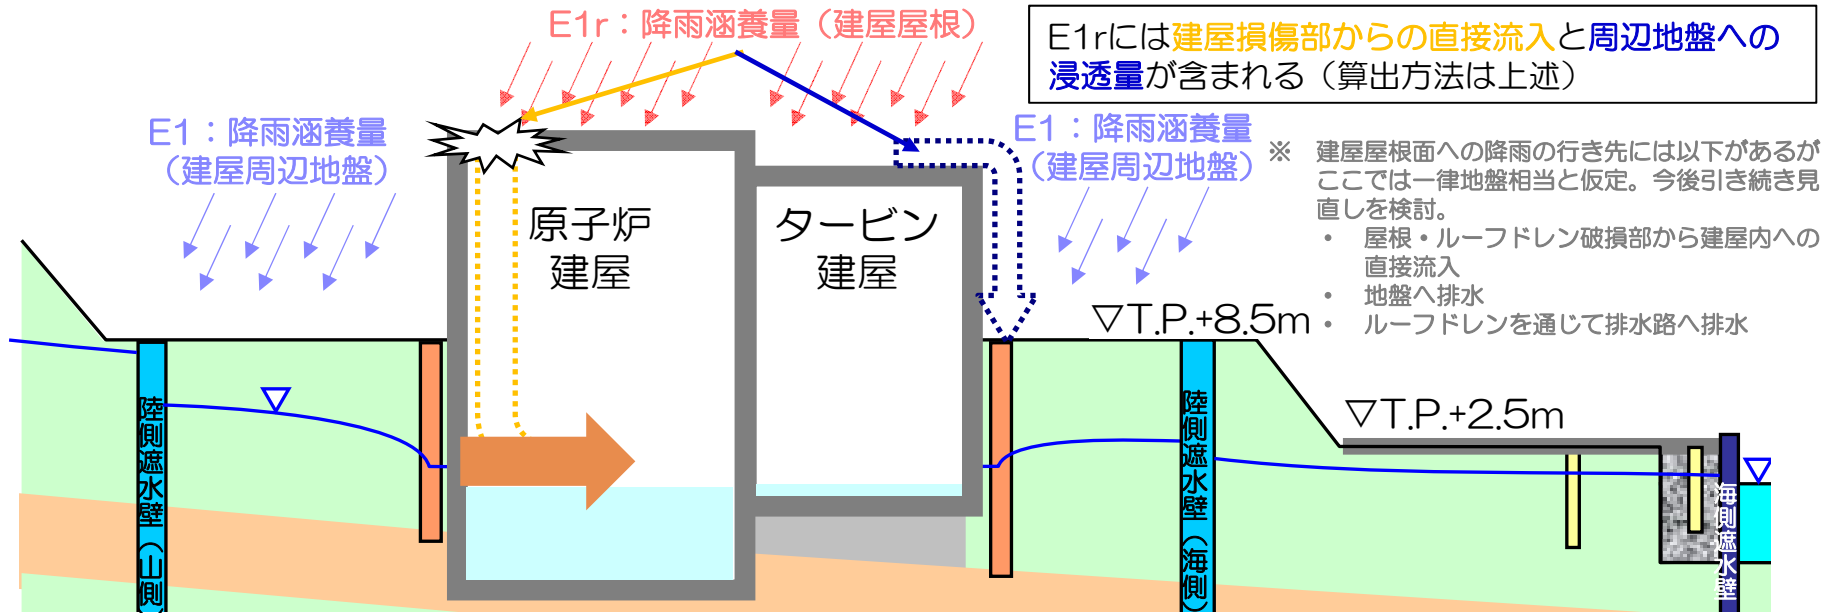 E1r：降雨涵養量（建屋屋根）
E1rには建屋損傷部からの直接流入と周辺地盤への
浸透量が含まれる（算出方法は上述）
E1：降雨涵養量
（建屋周辺地盤）
E1：降雨涵養量
（建屋周辺地盤）
※　建屋屋根面への降雨の行き先には以下があるが
ここでは一律地盤相当と仮定。今後引き続き見
直しを検討。
・　屋根・ルーフドレン破損部から建屋内への
直接流入
・　地盤へ排水
・　ルーフドレンを通じて排水路へ排水
原子炉
建屋
タービン
建屋
▽T.P.+8.5m
▽T.P.+2.5m
陸側遮水壁（山側）
陸側遮水壁（海側）
海側遮水壁